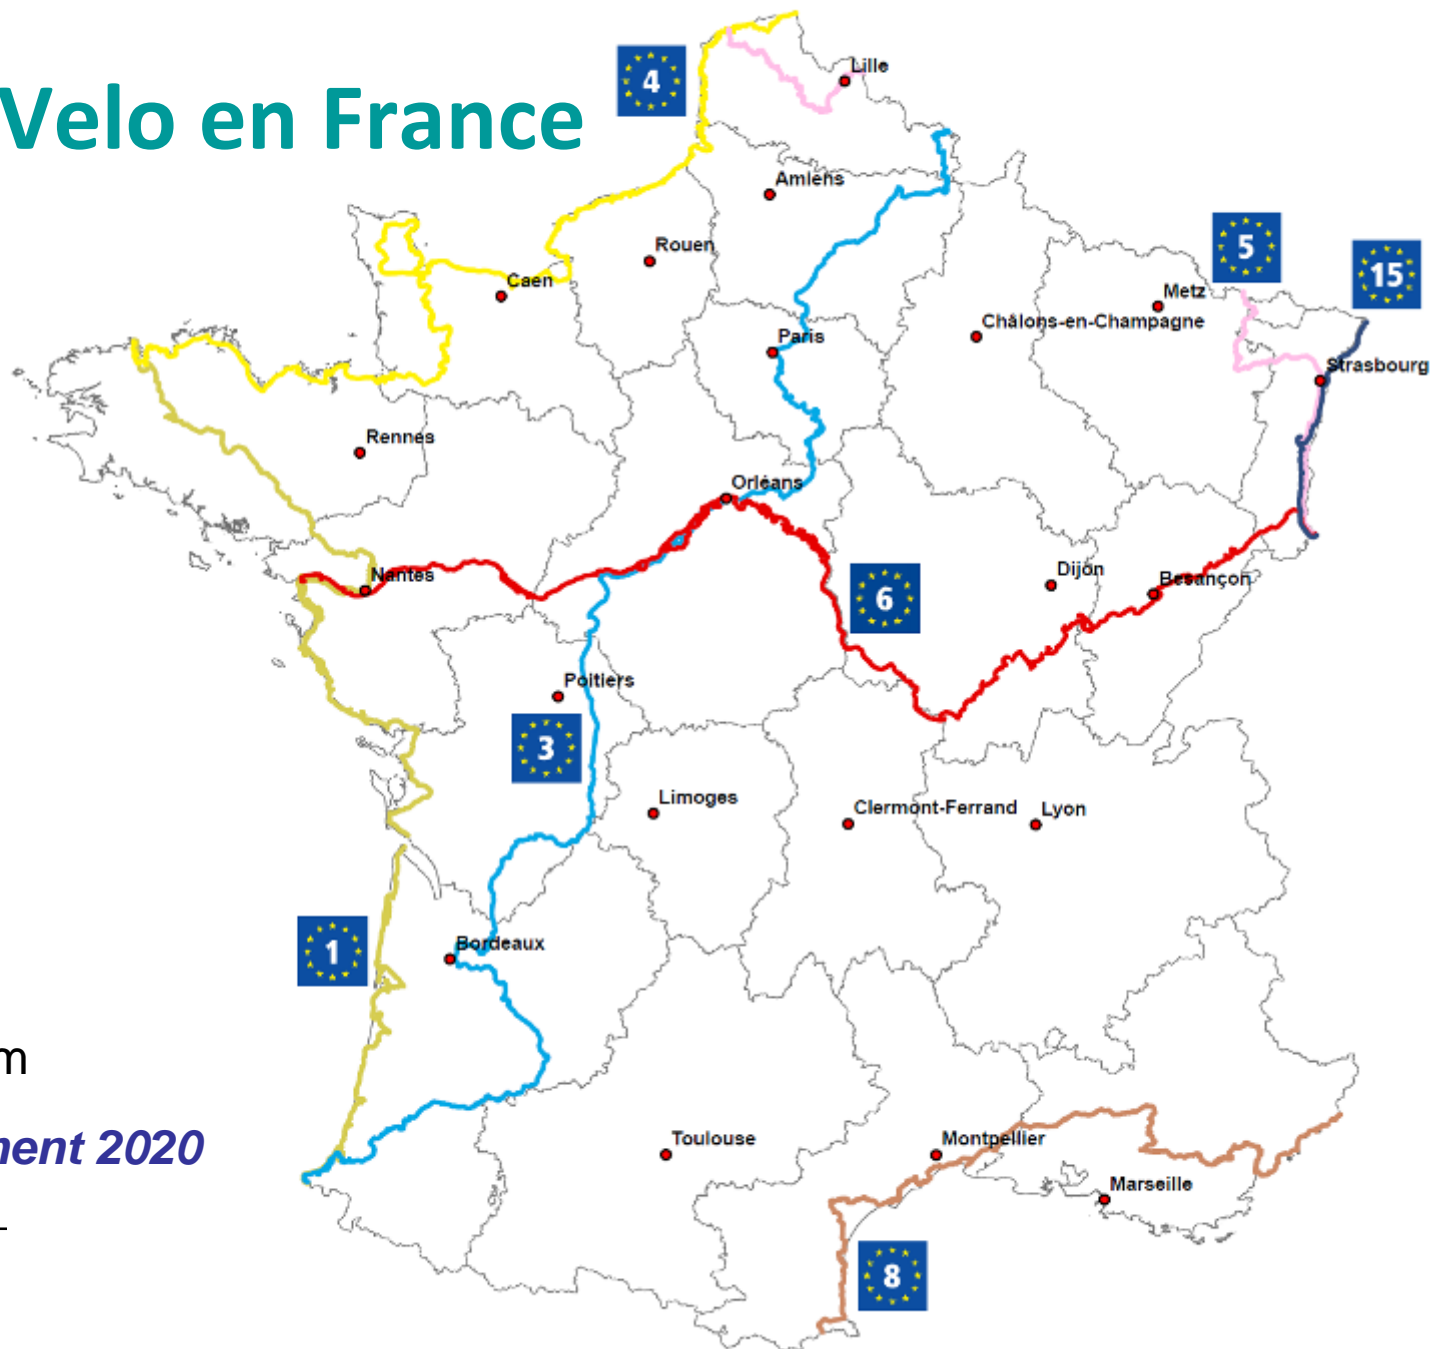 Velo en France
4
Lille
Amiens
Rouen
5
15
Caen
Metz
Châlons-en-Champagne
Paris
Strasbourg
Rennes
Orléans
Nantes
6
Dijon
Besançon
Poitiers
3
Limoges
Clermont-Ferrand
Lyon
1
Bordeaux
m
ment 2020
Toulouse
Montpellier
Marseille
8